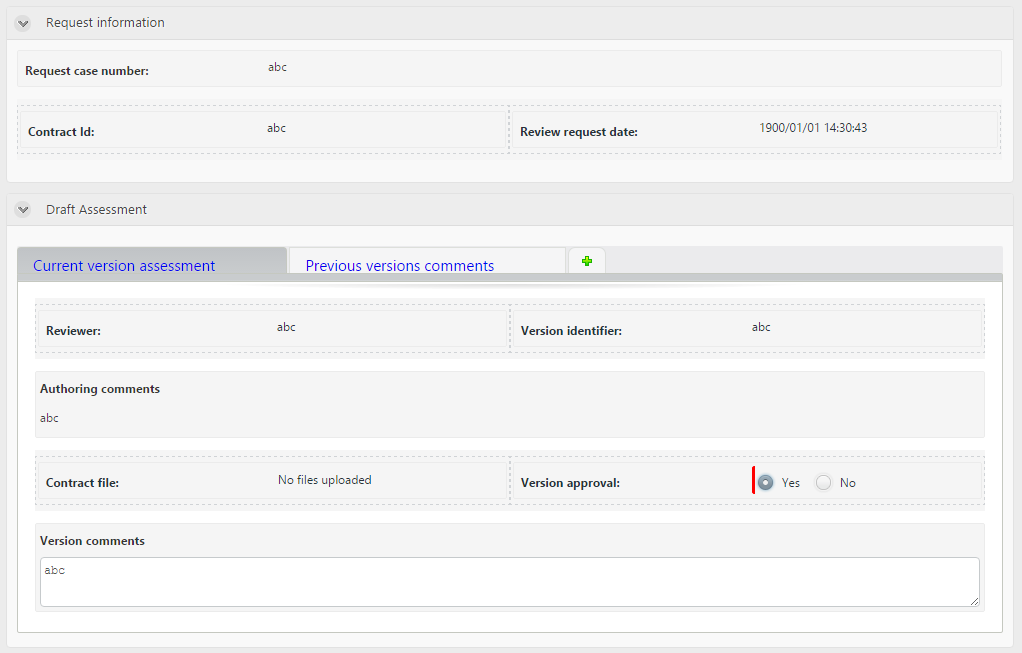 Request information
Request case number: abc
Contract Id: abc Review request date: 1900/01/01 14:30:43
Draft Assessment
Current version assessment Previous versions comments
Reviewer: abc Version identifier: abc
Authoring comments
abc
Contract file: No files uploaded Version approval: Yes No
Version comments
abc